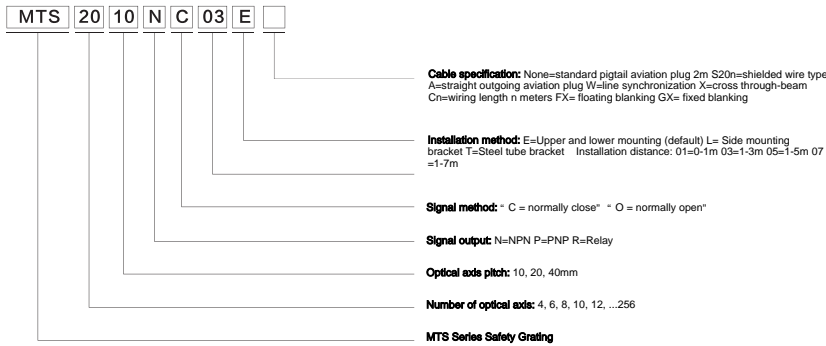 MTS 20 10 N C 03 E
Cable specification: None=standard pigtail aviation plug 2m S20n=shielded wire type
A=straight outgoing aviation plug W=line synchronization X=cross through-beam
Cn=wiring length n meters FX= floating blanking GX= fixed blanking
Installation method: E=Upper and lower mounting (default) L= Side mounting
bracket T=Steel tube bracket Installation distance: 01=0-1m 03=1-3m 05=1-5m 07
=1-7m
Signal method: “ C = normally close” “ O = normally open”
Signal output: N=NPN P=PNP R=Relay
Optical axis pitch: 10, 20, 40mm
Number of optical axis: 4, 6, 8, 10, 12, ...256
MTS Series Safety Grating